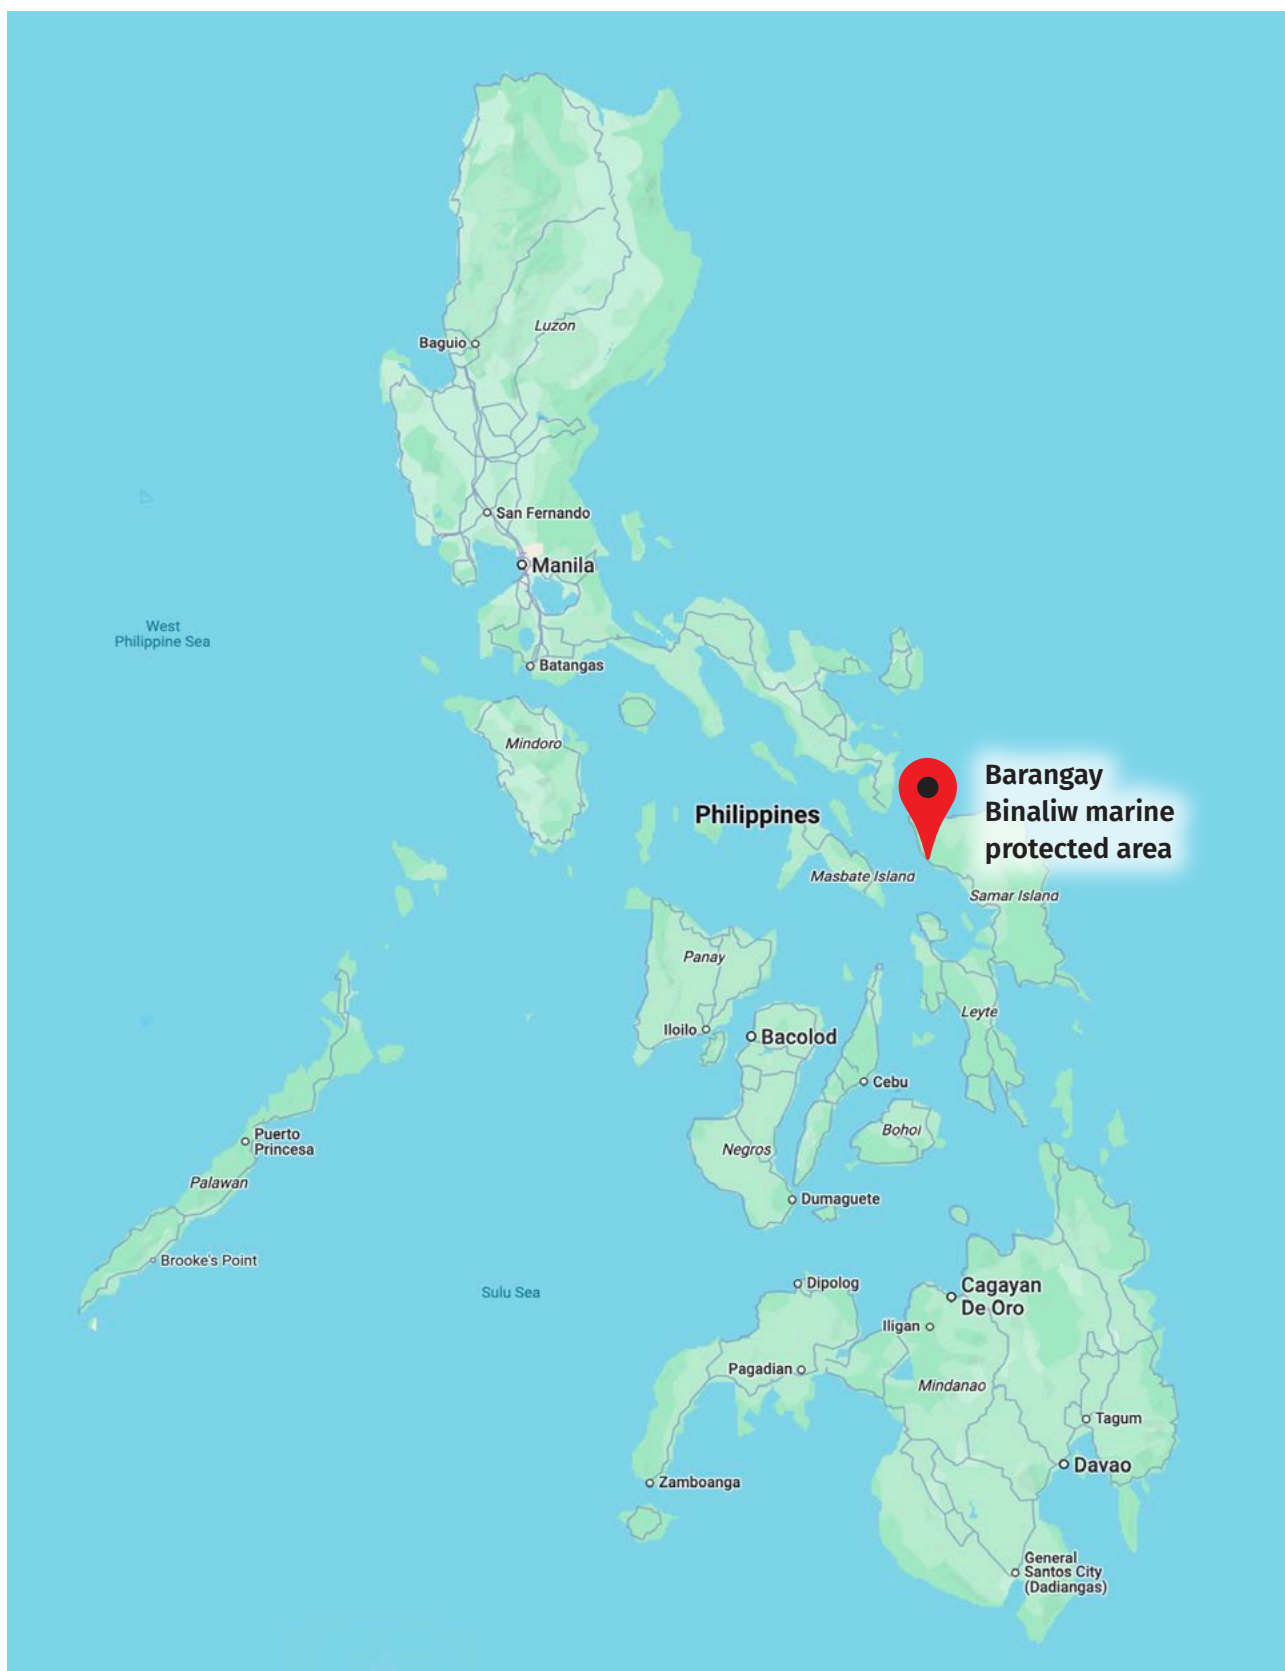 Luzon
Baguio
San Fernando
Manila
West
Philippine Sea
Batangas
Mindoro
Barangay
Binaliw marine
protected area
Philippines
Masbate Island
Samar Island
Panay
Leyte
Iloilo
Bacolod
Cebu
Bohol
Puerto
Princesa
Negros
Palawan
Dumaguete
Brooke's Point
Sulu Sea
Dipolog
Cagayan
De Oro
Iligan
Pagadian
Mindanao
Tagum
Davao
Zamboanga
General
Santos City
(Dadiangas)